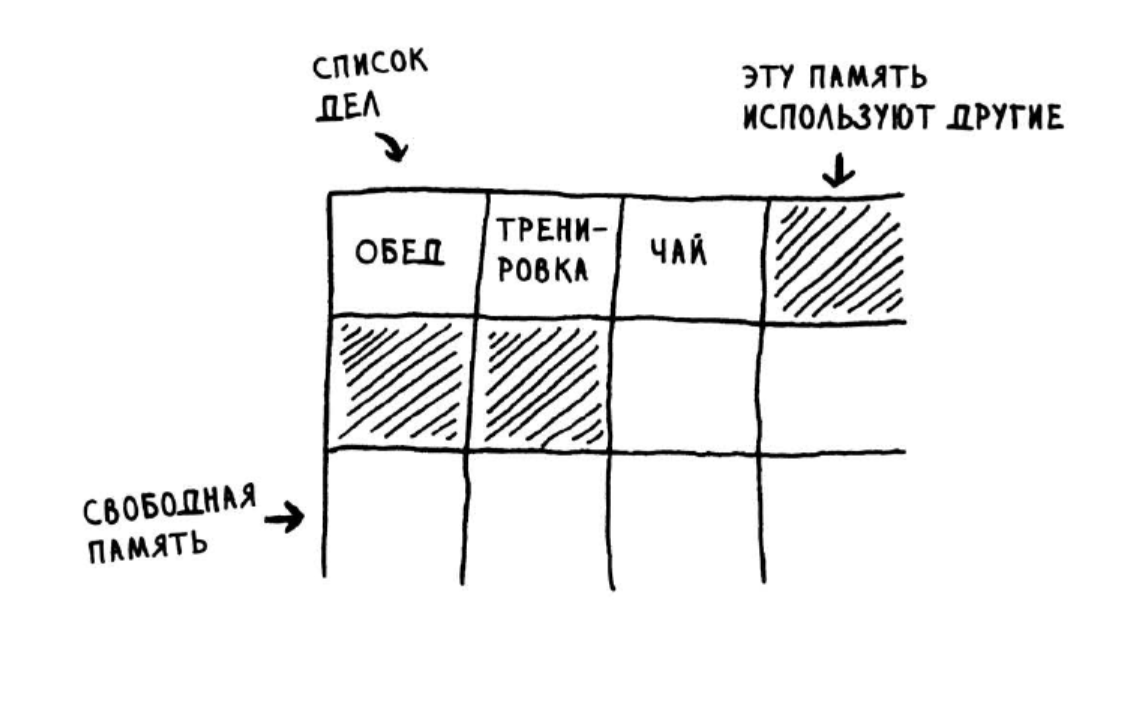 СПИСОК
ДЕЛ
ЭТУ ПАМЯТЬ
ИСПОЛЬЗУЮТ ДРУГИЕ
ОБЕД
ТРЕНИ-
РОВКА
ЧАЙ
СВОБОДНАЯ
ПАМЯТЬ